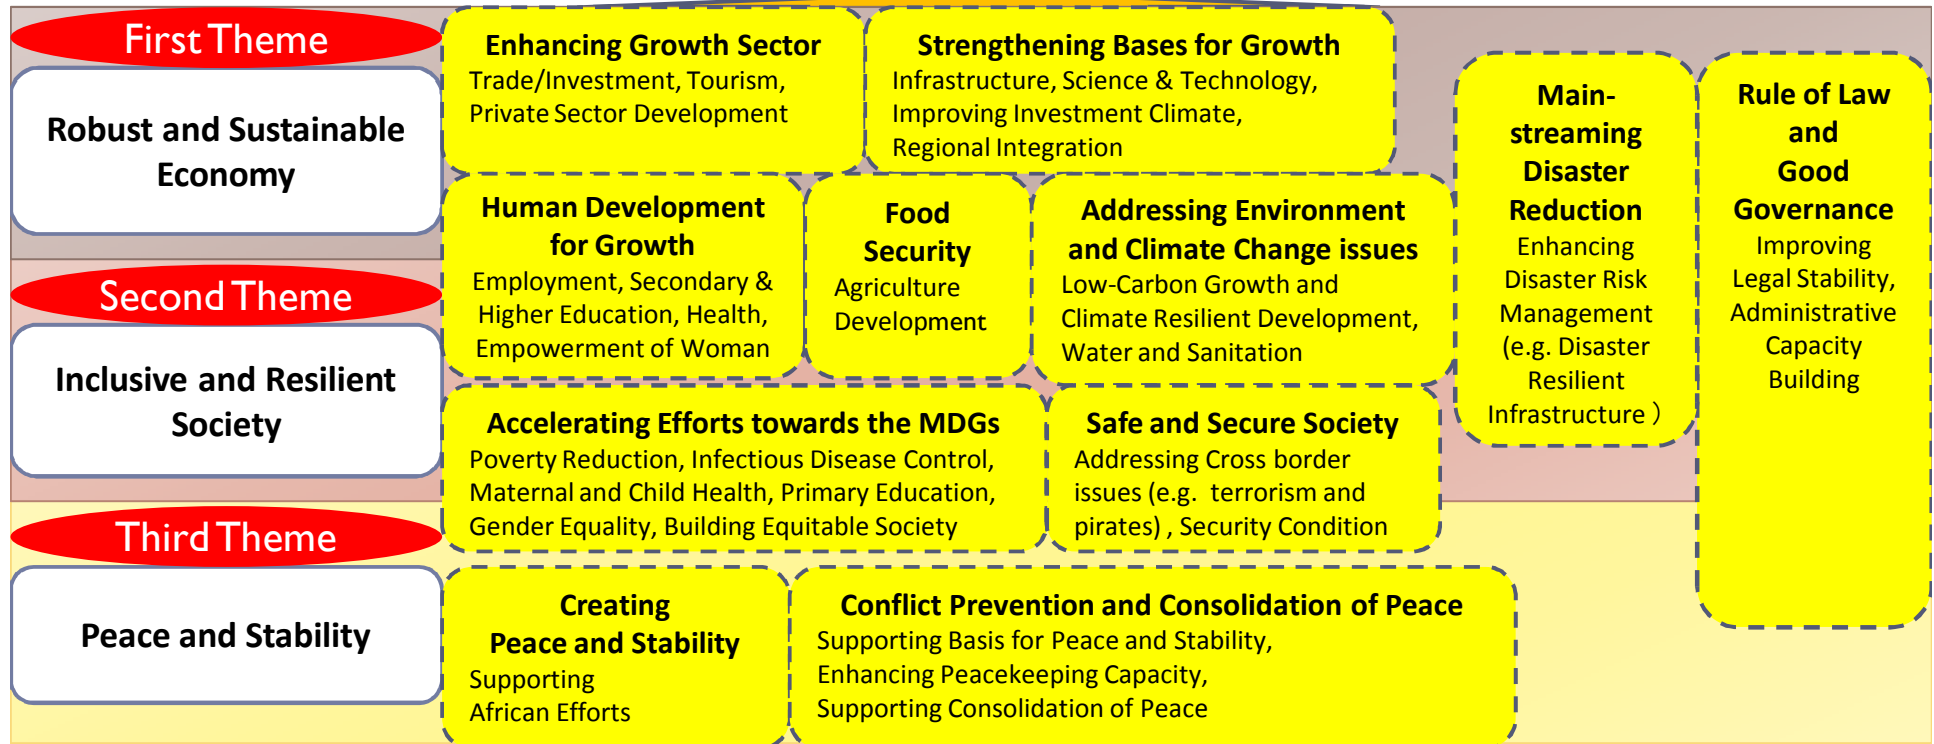 First Theme
Robust and Sustainable
Economy
Enhancing Growth Sector
Trade/Investment, Tourism,
Private Sector Development
Strengthening Bases for Growth
Infrastructure, Science & Technology,
Improving Investment Climate,
Regional Integration
Main-
streaming
Disaster
Reduction
Enhancing
Disaster Risk
Management
(e.g. Disaster
Resilient
Infrastructure )
Rule of Law
and
Good
Governance
Improving
Legal Stability,
Administrative
Capacity
Building
Human Development
for Growth
Employment, Secondary &
Higher Education, Health,
Empowerment of Woman
Food
Security
Agriculture
Development
Addressing Environment
and Climate Change issues
Low-Carbon Growth and
Climate Resilient Development,
Water and Sanitation
Second Theme
Inclusive and Resilient
Society
Accelerating Efforts towards the MDGs
Poverty Reduction, Infectious Disease Control,
Maternal and Child Health, Primary Education,
Gender Equality, Building Equitable Society
Safe and Secure Society
Addressing Cross border
issues (e.g. terrorism and
pirates) , Security Condition
Third Theme
Peace and Stability
Creating
Peace and Stability
Supporting
African Efforts
Conflict Prevention and Consolidation of Peace
Supporting Basis for Peace and Stability,
Enhancing Peacekeeping Capacity,
Supporting Consolidation of Peace